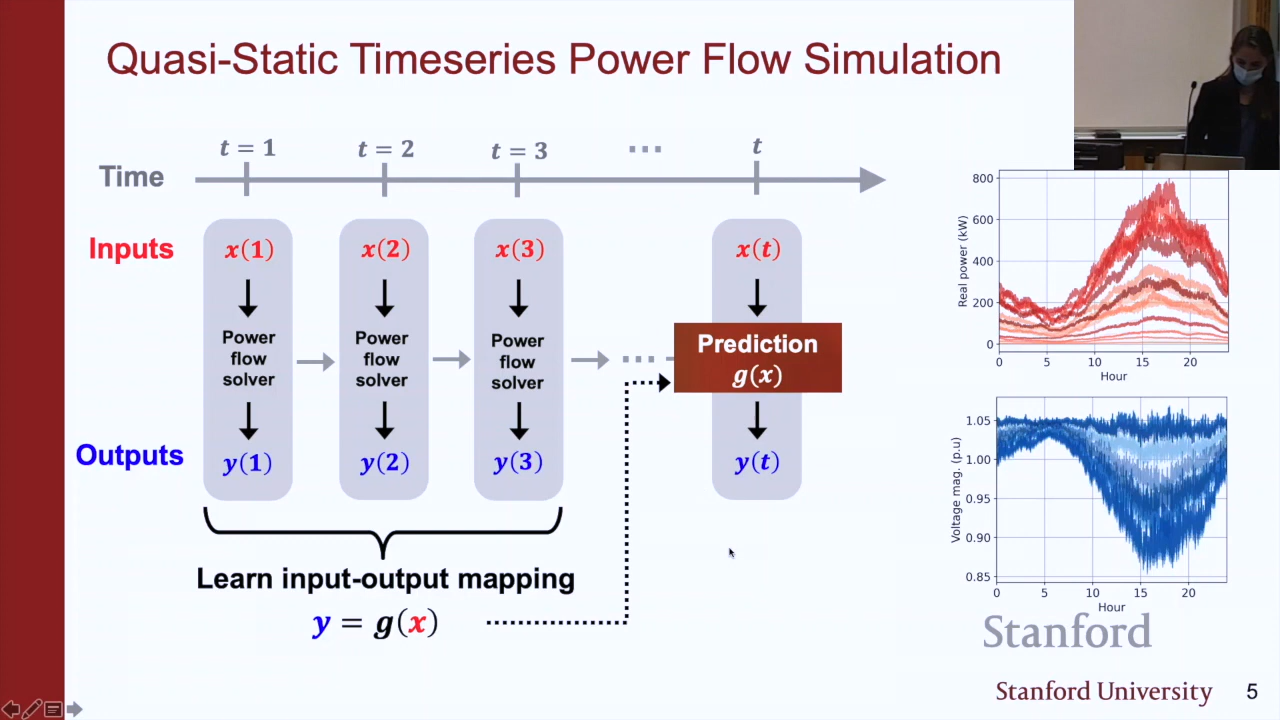 Quasi-Static Timeseries Power Flow Simulation
t = 1
t = 2
t = 3
...
t
Time
Inputs
x(1)
x(2)
x(3)
x(t)
Power
flow
solver
Power
flow
solver
Power
flow
solver
...
Prediction
g(x)
Outputs
y(1)
y(2)
y(3)
y(t)
Learn input-output mapping
y = g(x)
Real power (kW)
800
600
400
200
0
0 5 10 15 20
Hour
Voltage mag. (p.u)
1.05
1.00
0.95
0.90
0.85
0 5 10 15 20
Hour
Stanford
Stanford University
5